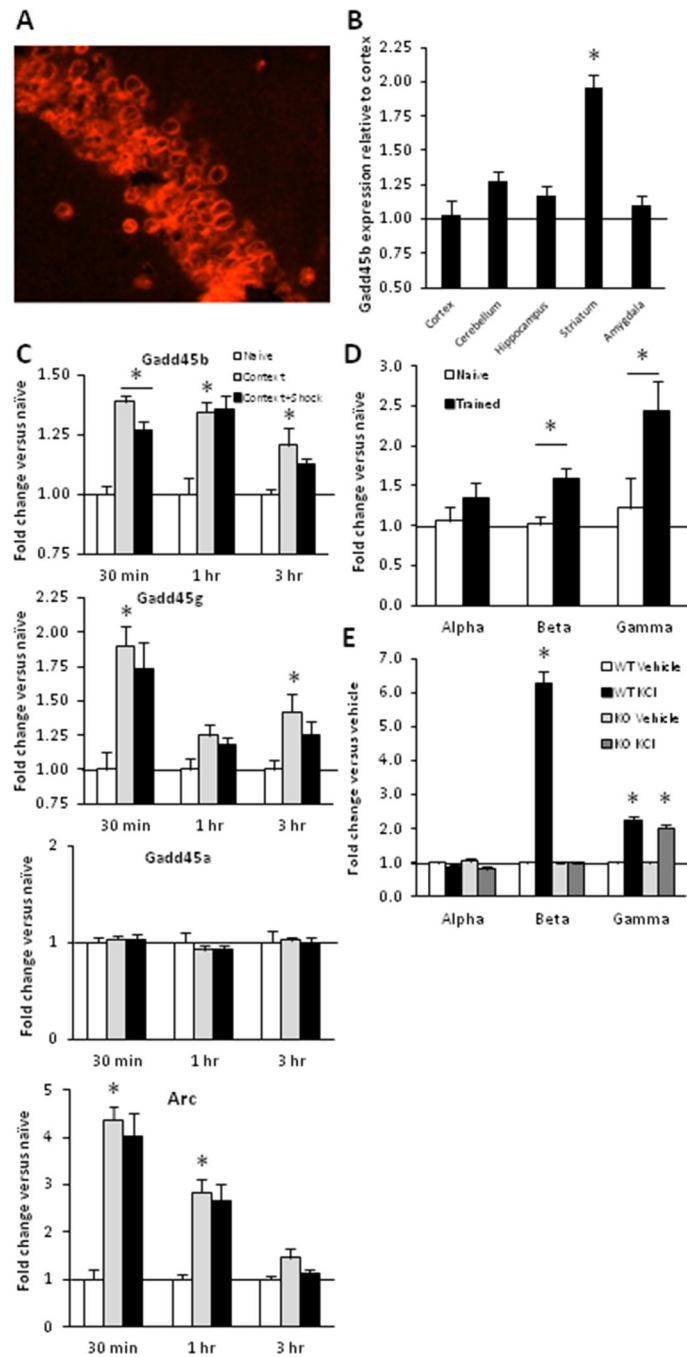 A
B
Gadd45b expression relative to cortex
2.25
2.00
1.75
1.50
1.25
1.00
0.75
0.50
Cortex
Cerebellum
Hippocampus
Striatum
Amygdala
*
C
Gadd45b
Naïve
Context
Context+Shock
Fold change versus naïve
1.50
1.25
1.00
0.75
* * *
30 min 1 hr 3 hr
Gadd45g
Fold change versus naïve
2.25
2.00
1.75
1.50
1.25
1.00
0.75
* *
30 min 1 hr 3 hr
Gadd45a
Fold change versus naïve
2
1
0
30 min 1 hr 3 hr
Arc
Fold change versus naïve
5
4
3
2
1
0
* *
30 min 1 hr 3 hr
D
Naïve
Trained
Fold change versus naïve
3.0
2.5
2.0
1.5
1.0
0.5
0.0
* *
Alpha Beta Gamma
E
WT Vehicle
WT KCl
KO Vehicle
KO KCl
Fold change versus vehicle
7.0
6.0
5.0
4.0
3.0
2.0
1.0
0.0
* * *
Alpha Beta Gamma